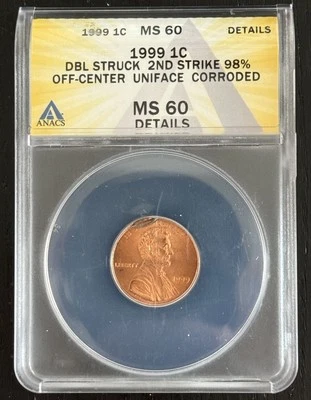 1999 1C MS 60 DETAILS
1999 1C
DBL STRUCK 2ND STRIKE 98%
OFF-CENTER UNIFACE CORRODED
ANACS
MS 60
DETAILS
LIBERTY
1999